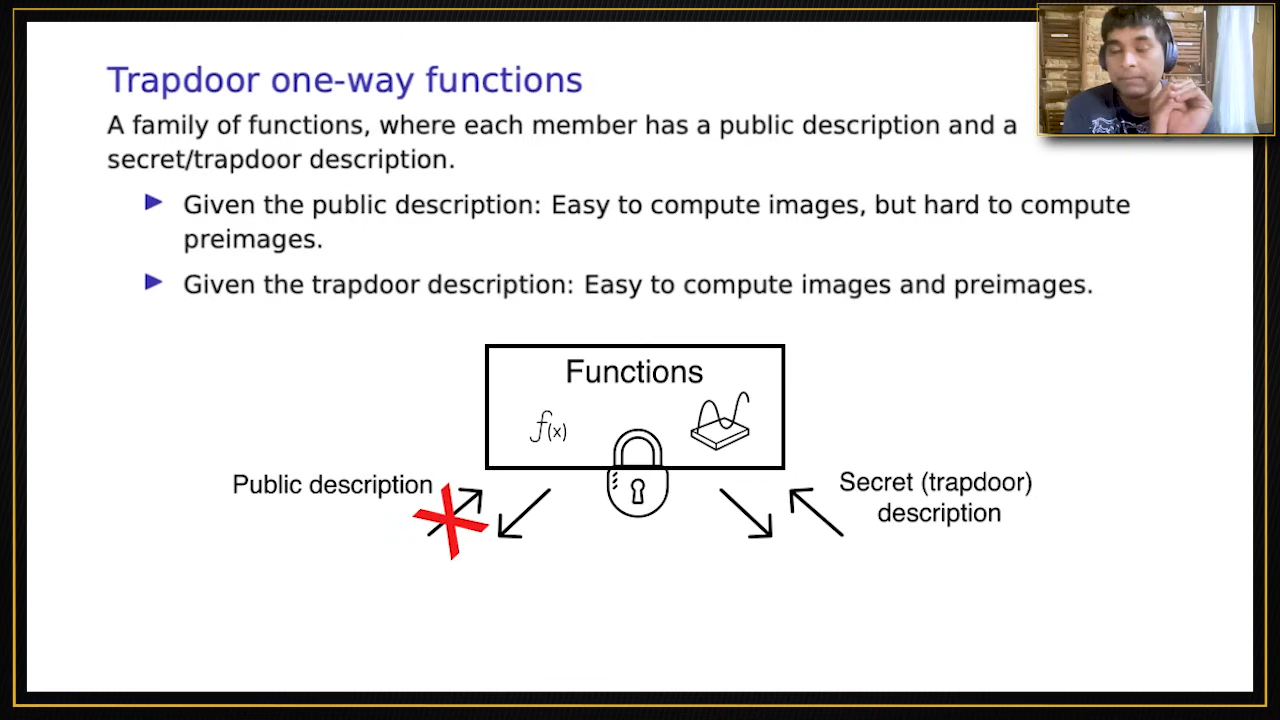 Trapdoor one-way functions
A family of functions, where each member has a public description and a
secret/trapdoor description.
Given the public description: Easy to compute images, but hard to compute
preimages.
Given the trapdoor description: Easy to compute images and preimages.
Functions
f(x)
Public description
Secret (trapdoor)
description